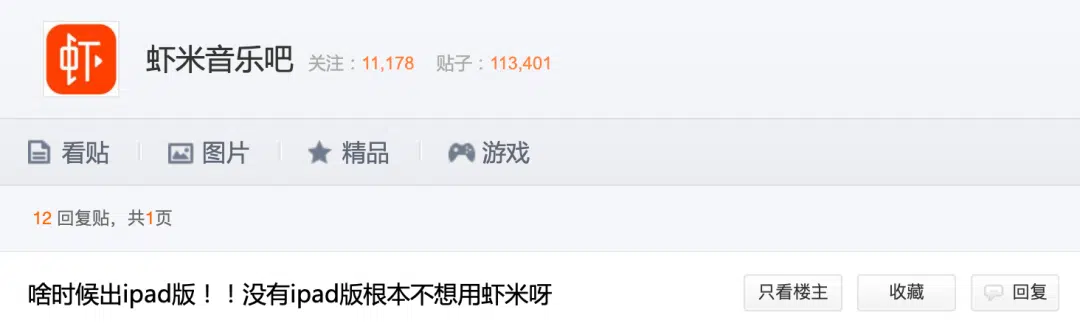 虾
虾米音乐吧 关注：11,178 贴子：113,401
看贴 图片 精品 游戏
12 回复贴，共1页
啥时候出ipad版！！没有ipad版根本不想用虾米呀 只看楼主 收藏 回复